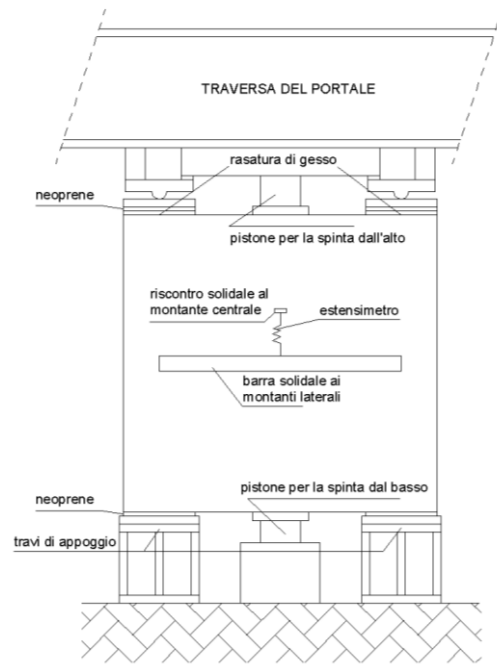 TRAVERSA DEL PORTALE
rasatura di gesso
neoprene
pistone per la spinta dall'alto
riscontro solidale al
montante centrale
estensimetro
barra solidale ai
montanti laterali
pistone per la spinta dal basso
neoprene
travi di appoggio